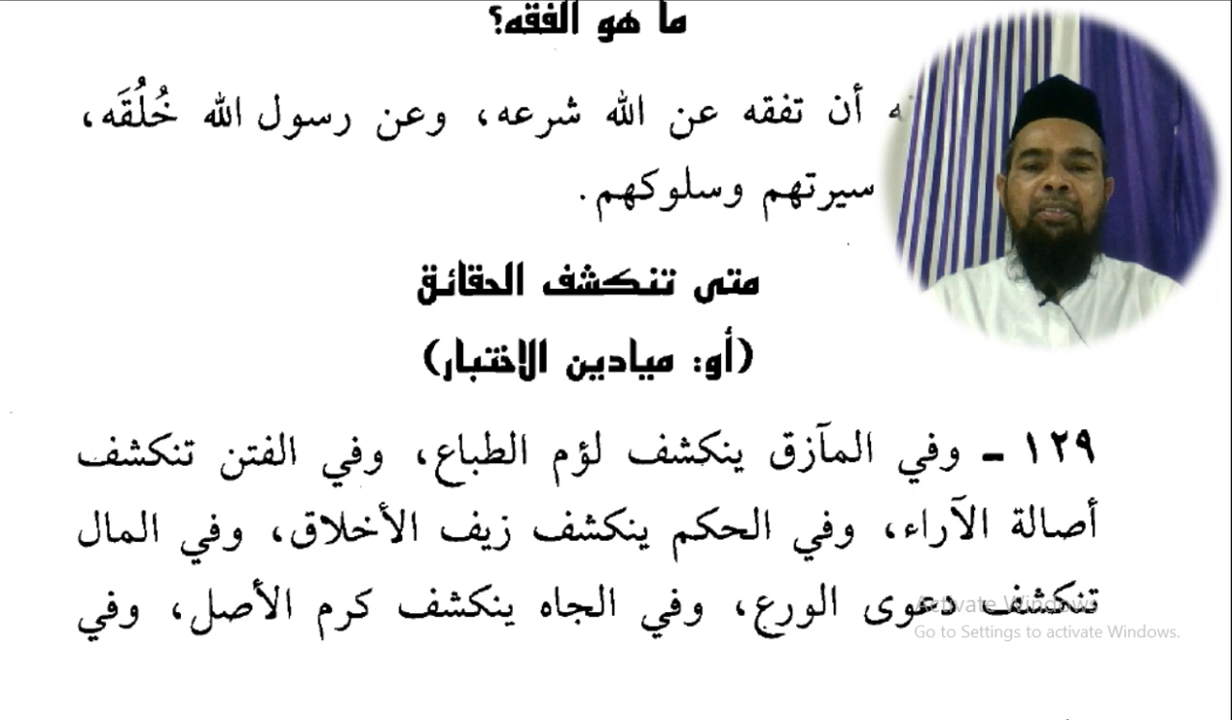 ما هو الفقه؟
أن تفقه عن الله شرعه، وعن رسول الله خُلُقَه،
سيرتهم وسلوكهم.
متى تنكشف الحقائق
(أو: ميادين الاختبار)
١٢٩ - وفي المآزق ينكشف لؤم الطباع، وفي الفتن تنكشف
أصالة الآراء، وفي الحكم ينكشف زيف الأخلاق، وفي المال
تنكشف دعوى الورع، وفي الجاه ينكشف كرم الأصل، وفي
Activate Windows
Go to Settings to activate Windows.